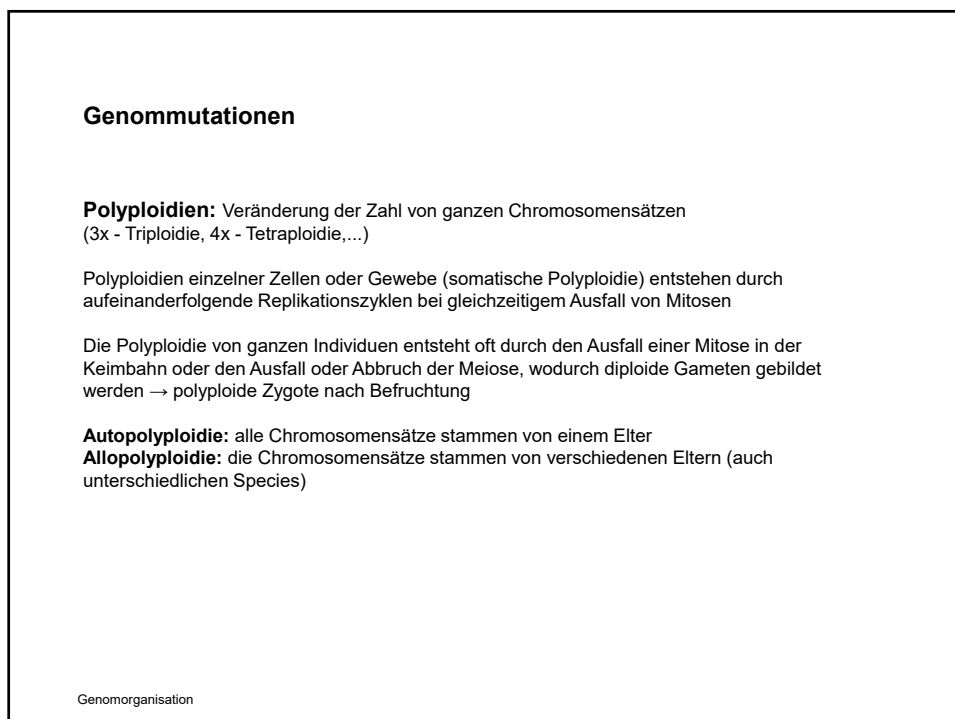 Genommutationen
Polyploidien: Veränderung der Zahl von ganzen Chromosomensätzen
(3x - Triploidie, 4x - Tetraploidie,...)
Polyploidien einzelner Zellen oder Gewebe (somatische Polyploidie) entstehen durch
aufeinanderfolgende Replikationszyklen bei gleichzeitigem Ausfall von Mitosen
Die Polyploidie von ganzen Individuen entsteht oft durch den Ausfall einer Mitose in der
Keimbahn oder den Ausfall oder Abbruch der Meiose, wodurch diploide Gameten gebildet
werden → polyploide Zygote nach Befruchtung
Autopolyploidie: alle Chromosomensätze stammen von einem Elter
Allopolyploidie: die Chromosomensätze stammen von verschiedenen Eltern (auch
unterschiedlichen Species)
Genomorganisation